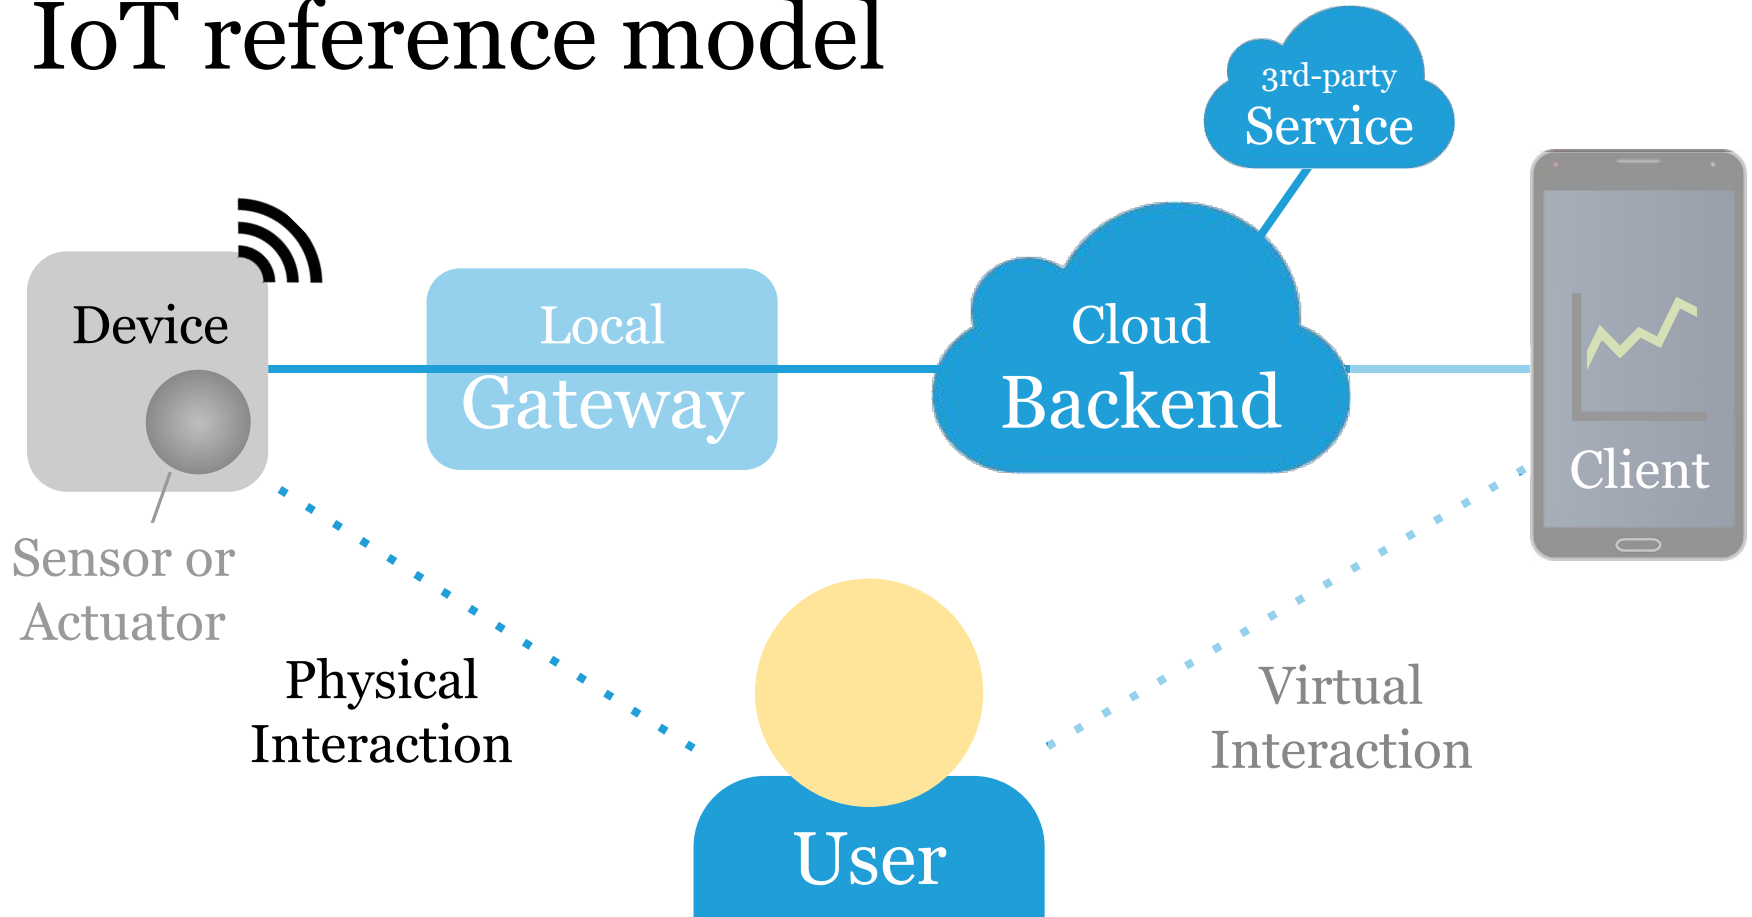 IoT reference model
3rd-party
Service
Device
Local
Gateway
Cloud
Backend
Client
Sensor or
Actuator
Physical
Interaction
Virtual
Interaction
User